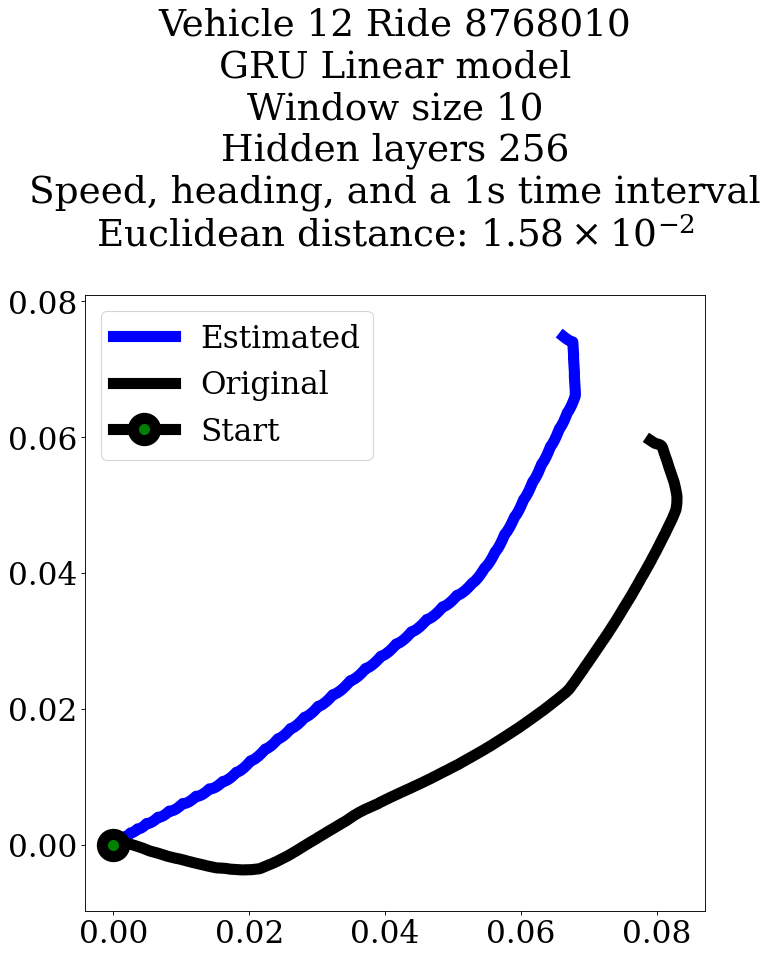 Vehicle 12 Ride 8768010
GRU Linear model
Window size 10
Hidden layers 256
Speed, heading, and a 1s time interval
Euclidean distance: 1.58 × 10⁻²
0.08
Estimated
Original
Start
0.06
0.04
0.02
0.00
0.00 0.02 0.04 0.06 0.08